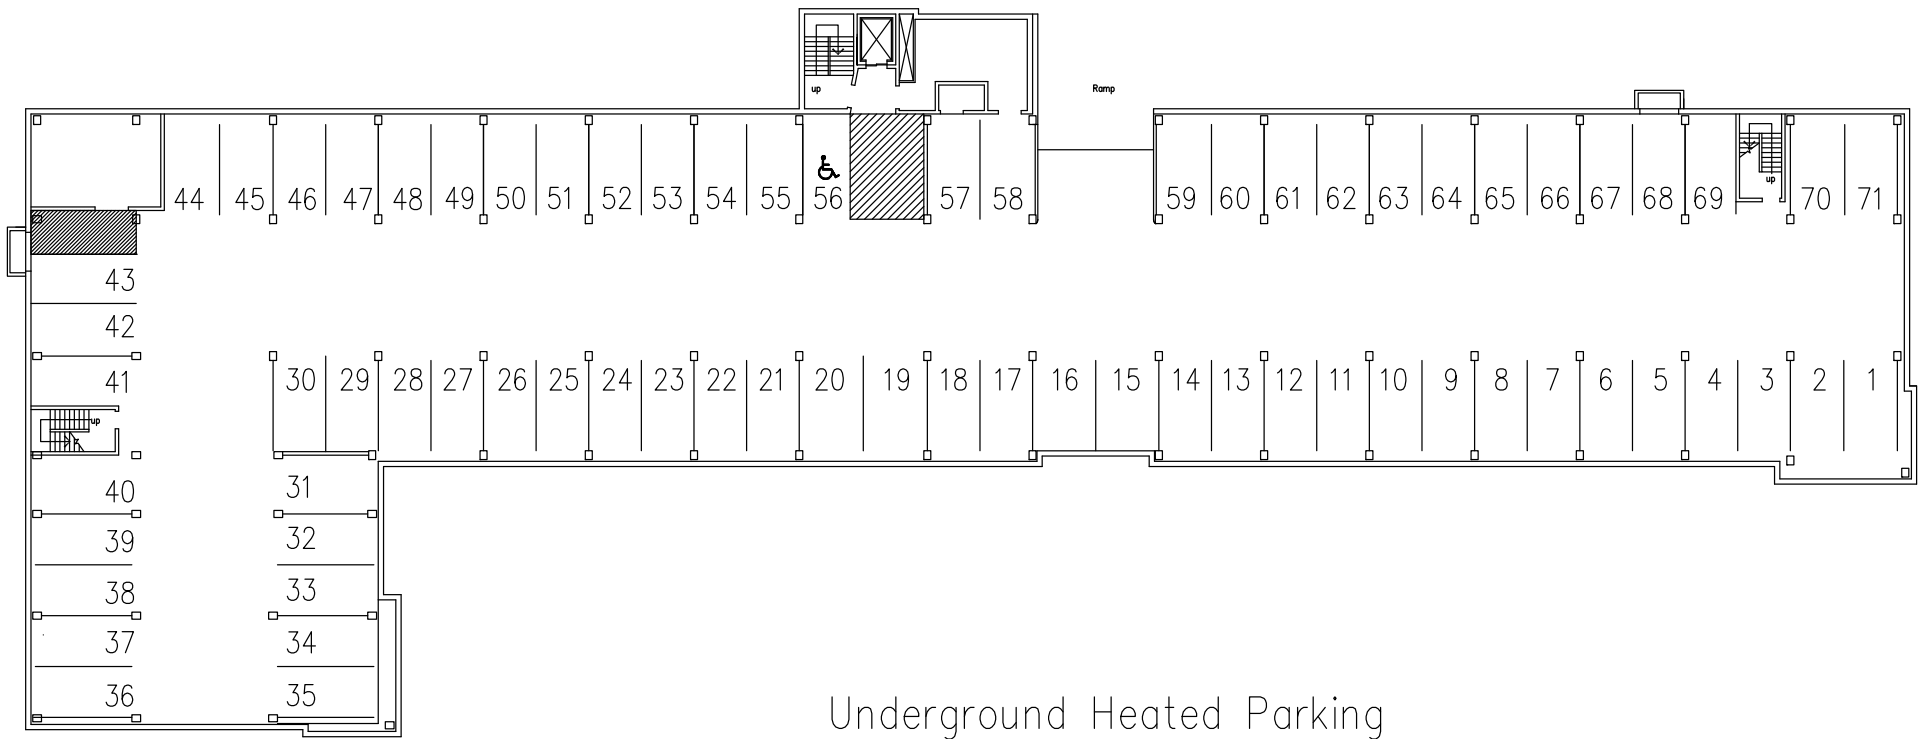 up
Ramp
44 45 46 47 48 49 50 51 52 53 54 55 56 57 58 59 60 61 62 63 64 65 66 67 68 69 up 70 71
43
42
30 29 28 27 26 25 24 23 22 21 20 19 18 17 16 15 14 13 12 11 10 9 8 7 6 5 4 3 2 1
41
up
40 31
39 32
38 33
37 34
36 35
Underground Heated Parking